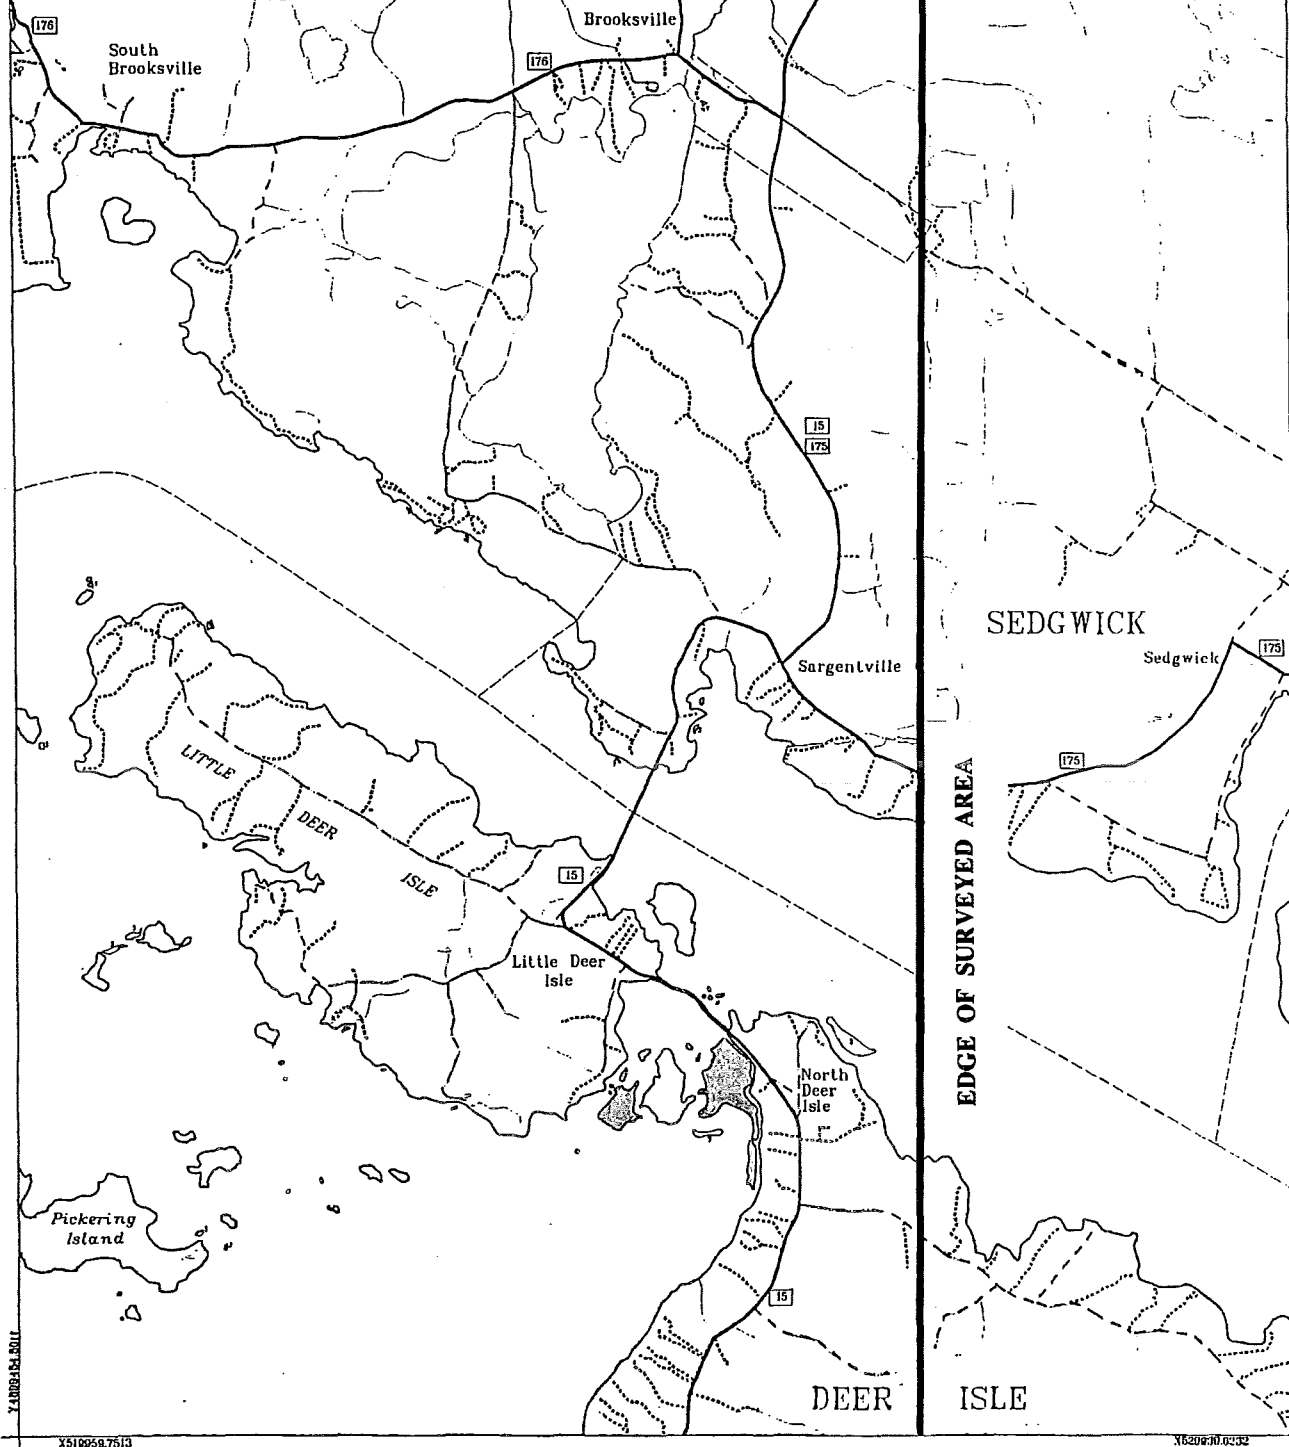 176
Brooksville
South
Brooksville
176
15
175
SEDGWICK
Sargentville
Sedgwick
175
LITTLE
DEER
ISLE
175
15
Little Deer
Isle
EDGE OF SURVEYED AREA
North
Deer
Isle
Pickering
Island
15
DEER ISLE
X510959.7513